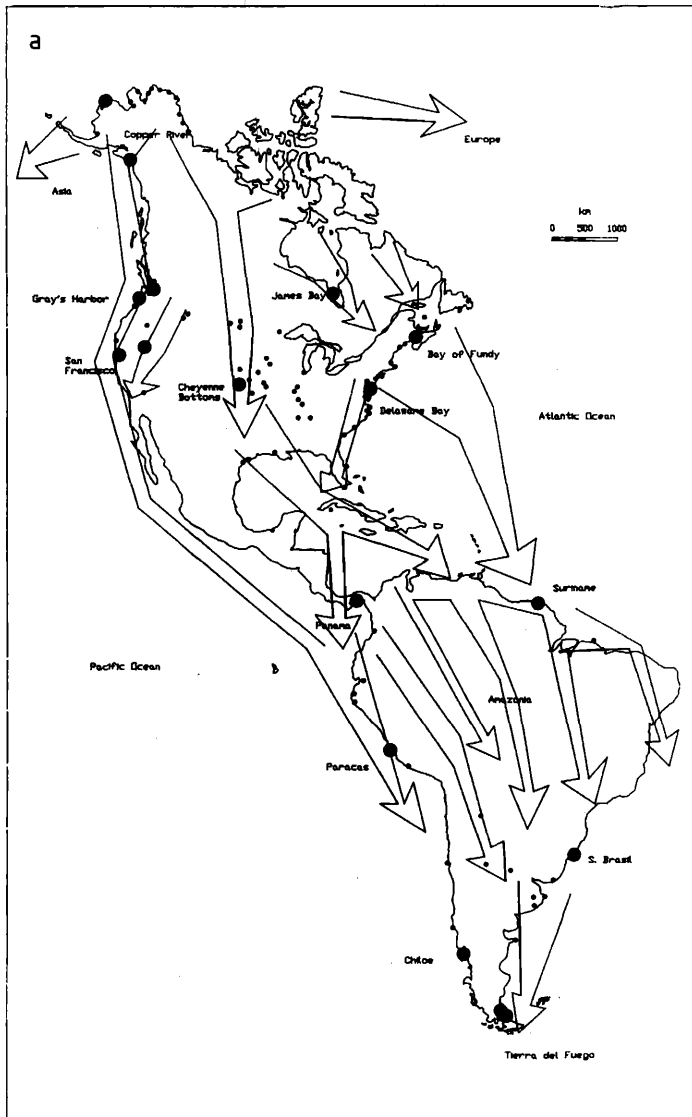 a
Copper River
Europe
Asia
km
0 500 1000
James Bay
Gray's Harbor
Bay of Fundy
San
Francisco
Cheyenne
Bottoms
Delaware Bay
Atlantic Ocean
Suriname
Panama
Pacific Ocean
Amazonia
Paracas
S. Brasil
Chiloe
Tierra del Fuego